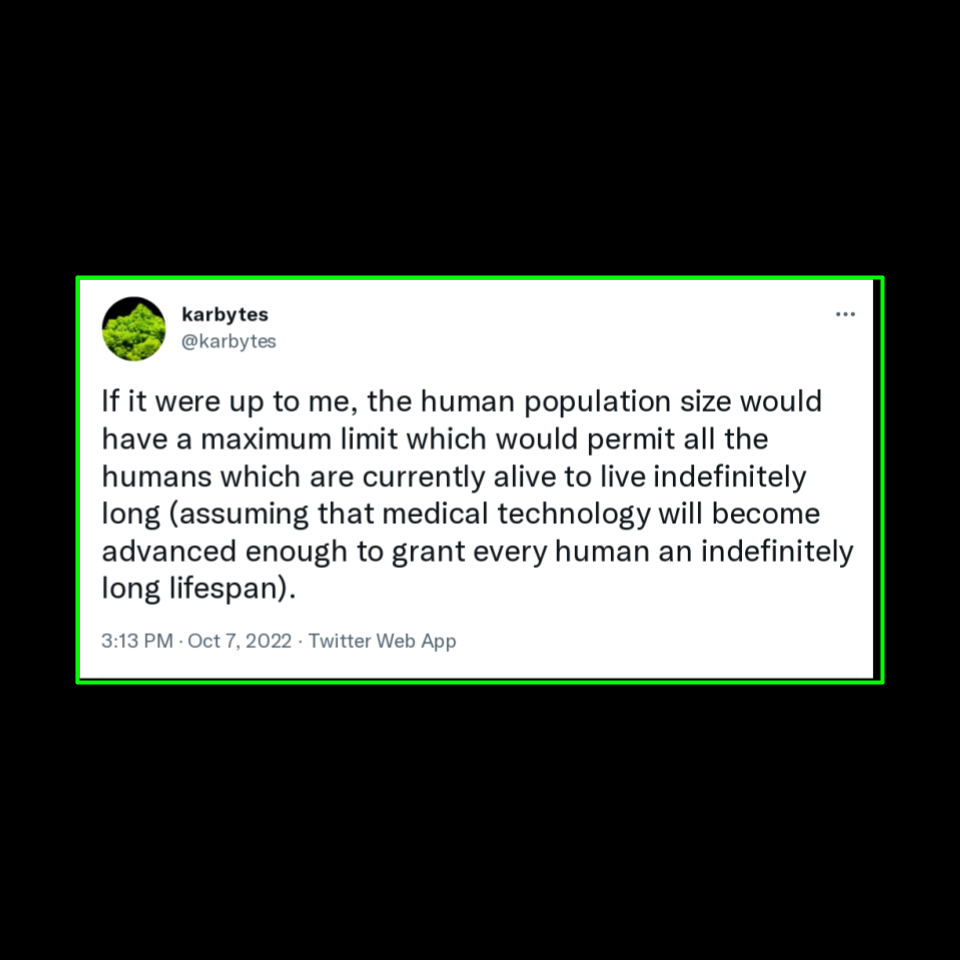 karbytes
@karbytes
If it were up to me, the human population size would
have a maximum limit which would permit all the
humans which are currently alive to live indefinitely
long (assuming that medical technology will become
advanced enough to grant every human an indefinitely
long lifespan).
3:13 PM · Oct 7, 2022 · Twitter Web App